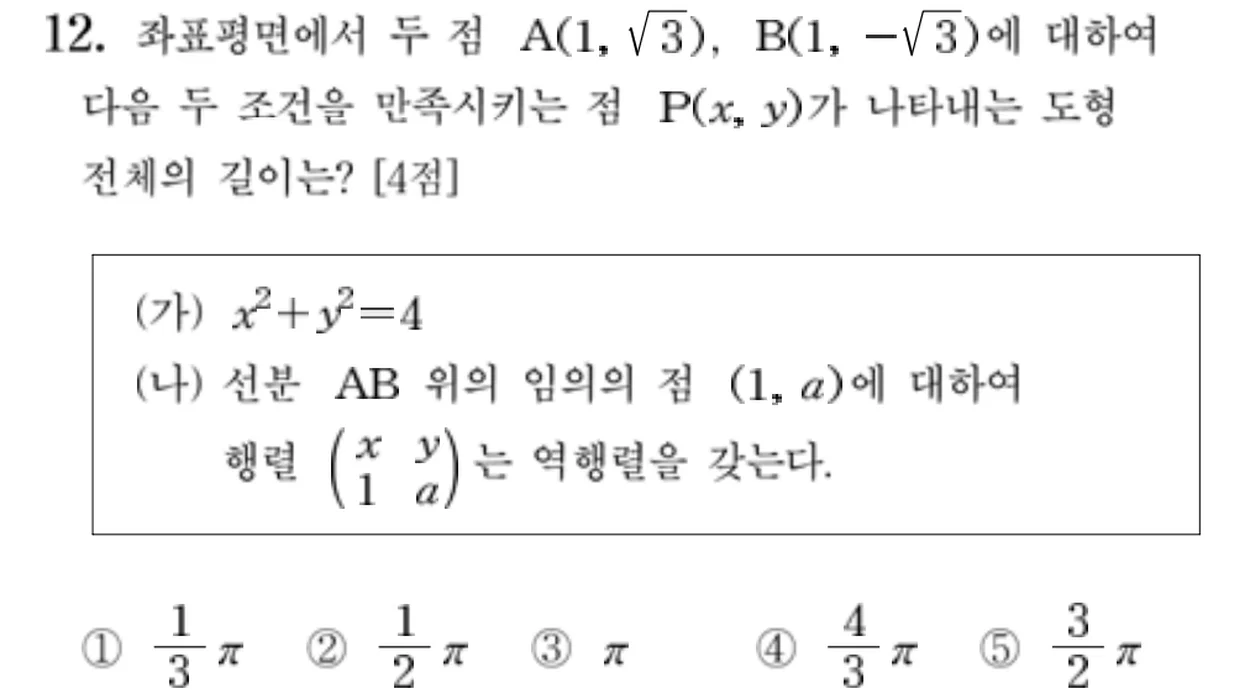 12. 좌표평면에서 두 점 A(1, √3), B(1, −√3)에 대하여
다음 두 조건을 만족시키는 점 P(x, y)가 나타내는 도형
전체의 길이는? [4점]
(가) x²+y²=4
(나) 선분 AB 위의 임의의 점 (1, a)에 대하여
행렬 (x y
1 a)는 역행렬을 갖는다.
① 1/3 π ② 1/2 π ③ π ④ 4/3 π ⑤ 3/2 π